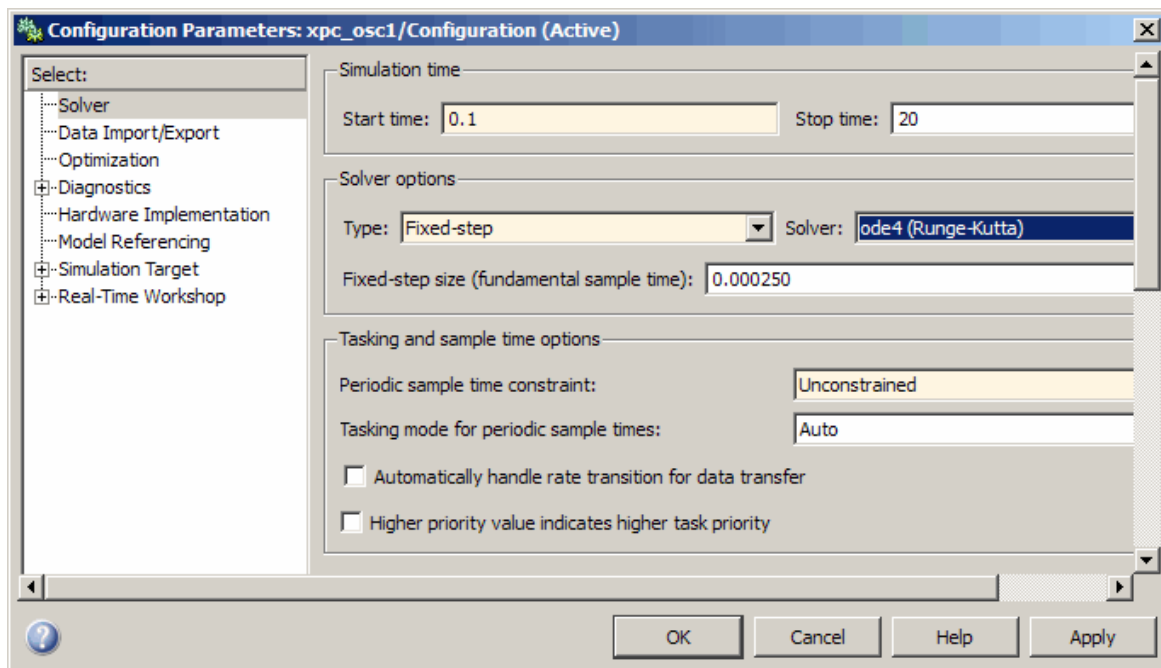 Configuration Parameters: xpc_osc1/Configuration (Active)
Select:
Solver
Data Import/Export
Optimization
Diagnostics
Hardware Implementation
Model Referencing
Simulation Target
Real-Time Workshop
Simulation time
Start time: 0.1 Stop time: 20
Solver options
Type: Fixed-step Solver: ode4 (Runge-Kutta)
Fixed-step size (fundamental sample time): 0.000250
Tasking and sample time options
Periodic sample time constraint: Unconstrained
Tasking mode for periodic sample times: Auto
Automatically handle rate transition for data transfer
Higher priority value indicates higher task priority
OK Cancel Help Apply